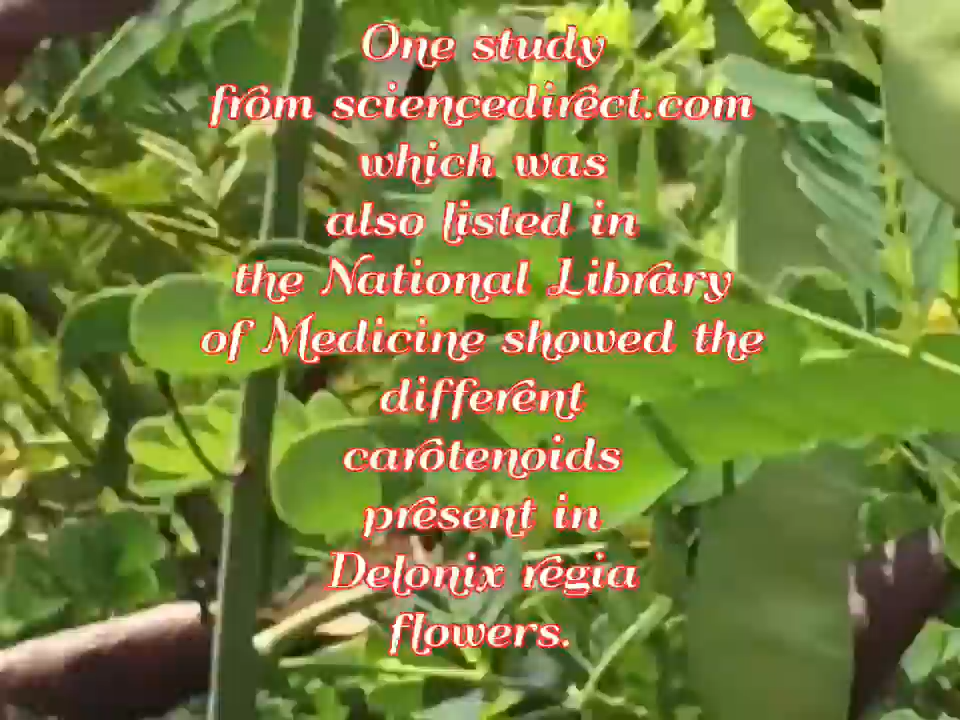 One study
from sciencedirect.com
which was
also listed in
the National Library
of Medicine showed the
different
carotenoids
present in
Delonix regia
flowers.